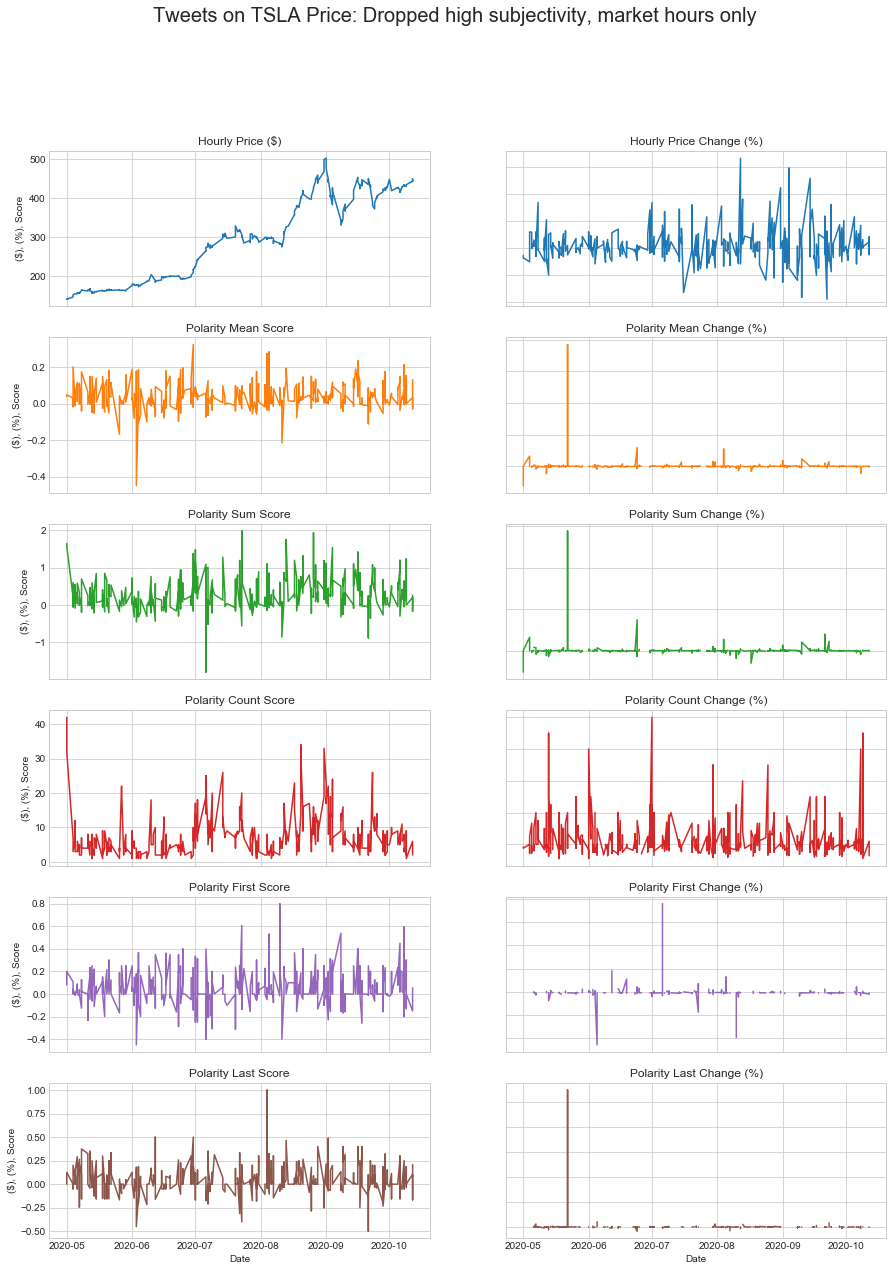 Tweets on TSLA Price: Dropped high subjectivity, market hours only
Hourly Price ($)
500
400
300
200
($), (%), Score
Hourly Price Change (%)
Polarity Mean Score
0.2
0.0
−0.2
−0.4
($), (%), Score
Polarity Mean Change (%)
Polarity Sum Score
2
1
0
−1
($), (%), Score
Polarity Sum Change (%)
Polarity Count Score
40
30
20
10
0
($), (%), Score
Polarity Count Change (%)
Polarity First Score
0.8
0.6
0.4
0.2
0.0
−0.2
−0.4
($), (%), Score
Polarity First Change (%)
Polarity Last Score
1.00
0.75
0.50
0.25
0.00
−0.25
−0.50
($), (%), Score
2020-05 2020-06 2020-07 2020-08 2020-09 2020-10
Date
Polarity Last Change (%)
2020-05 2020-06 2020-07 2020-08 2020-09 2020-10
Date